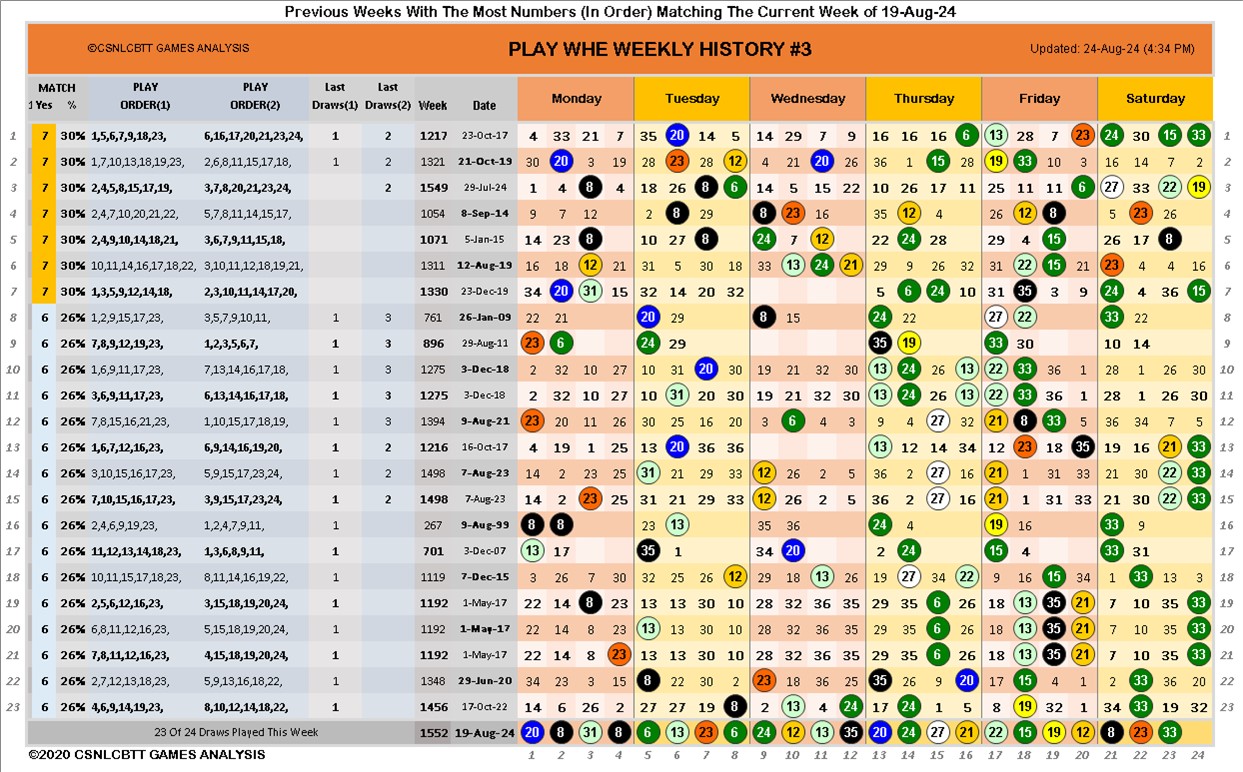 Previous Weeks With The Most Numbers (In Order) Matching The Current Week of 19-Aug-24
©CSNLCBTT GAMES ANALYSIS PLAY WHE WEEKLY HISTORY #3 Updated: 24-Aug-24 (4:34 PM)
MATCH PLAY PLAY Last Last
1 Yes % ORDER(1) ORDER(2) Draws(1) Draws(2) Week Date Monday Tuesday Wednesday Thursday Friday Saturday
1 7 30% 1,5,6,7,9,18,23, 6,16,17,20,21,23,24, 1 2 1217 23-Oct-17 4 33 21 7 35 20 14 5 14 29 7 9 16 16 16 6 13 28 7 23 24 30 15 33 1
2 7 30% 1,7,10,13,18,19,23, 2,6,8,11,15,17,18, 1 2 1321 21-Oct-19 30 20 3 19 28 23 28 12 4 21 20 26 36 1 15 28 19 33 10 3 16 14 7 2 2
3 7 30% 2,4,5,8,15,17,19, 3,7,8,20,21,23,24, 2 1549 29-Jul-24 1 4 8 4 18 26 8 6 14 5 15 22 10 26 17 11 25 11 11 6 27 33 22 19 3
4 7 30% 2,4,7,10,20,21,22, 5,7,8,11,14,15,17, 1054 8-Sep-14 9 7 12 2 8 29 8 23 16 35 12 4 26 12 8 5 23 26 4
5 7 30% 2,4,9,10,14,18,21, 3,6,7,9,11,15,18, 1071 5-Jan-15 14 23 8 10 27 8 24 7 12 22 24 28 29 4 15 26 17 8 5
6 7 30% 10,11,14,16,17,18,22, 3,10,11,12,18,19,21, 1311 12-Aug-19 16 18 12 21 31 5 30 18 33 13 24 21 29 9 26 32 31 22 15 21 23 4 4 16 6
7 7 30% 1,3,5,9,12,14,18, 2,3,10,11,14,17,20, 1330 23-Dec-19 34 20 31 15 32 14 20 32 5 6 24 10 31 35 3 9 24 4 36 15 7
8 6 26% 1,2,9,15,17,23, 3,5,7,9,10,11, 1 3 761 26-Jan-09 22 21 20 29 8 15 24 22 27 22 33 22 8
9 6 26% 7,8,9,12,19,23, 1,2,3,5,6,7, 1 3 896 29-Aug-11 23 6 24 29 35 19 33 30 10 14 9
10 6 26% 1,6,9,11,17,23, 7,13,14,16,17,18, 1 3 1275 3-Dec-18 2 32 10 27 10 31 20 30 19 21 32 30 13 24 26 13 22 33 36 1 28 1 26 30 10
11 6 26% 3,6,9,11,17,23, 6,13,14,16,17,18, 1 3 1275 3-Dec-18 2 32 10 27 10 31 20 30 19 21 32 30 13 24 26 13 22 33 36 1 28 1 26 30 11
12 6 26% 7,8,15,16,21,23, 1,10,15,17,18,19, 3 1394 9-Aug-21 23 20 11 26 30 25 16 20 2 6 4 3 9 4 27 9 21 8 33 5 36 34 7 5 12
13 6 26% 1,6,7,12,16,23, 6,9,14,16,19,20, 1 2 1216 16-Oct-17 4 19 1 25 13 20 36 36 13 12 14 34 12 23 18 35 19 16 21 33 13
14 6 26% 3,10,15,16,17,23, 5,9,15,17,23,24, 1 2 1498 7-Aug-23 14 2 23 25 31 21 29 33 12 26 2 5 36 2 27 16 21 1 31 33 21 30 22 33 14
15 6 26% 7,10,15,16,17,23, 3,9,15,17,23,24, 1 2 1498 7-Aug-23 14 2 23 25 31 21 29 33 12 26 2 5 36 2 27 16 21 1 31 33 21 30 22 33 15
16 6 26% 2,4,6,9,19,23, 1,2,4,7,9,11, 1 267 9-Aug-99 8 8 23 13 35 36 24 4 19 16 33 9 16
17 6 26% 11,12,13,14,18,23, 1,3,6,8,9,11, 1 701 3-Dec-07 13 17 35 1 34 20 2 24 15 4 33 31 17
18 6 26% 10,11,15,17,18,23, 8,11,14,16,19,22, 1 1119 7-Dec-15 3 26 7 30 32 25 26 12 29 18 13 26 19 27 34 22 9 16 15 34 1 33 13 3 18
19 6 26% 2,5,6,12,16,23, 3,15,18,19,20,24, 1 1192 1-May-17 22 14 8 23 13 13 30 10 28 32 36 35 29 35 6 26 18 13 35 21 7 10 35 33 19
20 6 26% 6,8,11,12,16,23, 5,15,18,19,20,24, 1 1192 1-May-17 22 14 8 23 13 13 30 10 28 32 36 35 29 35 6 26 18 13 35 21 7 10 35 33 20
21 6 26% 7,8,11,12,16,23, 4,15,18,19,20,24, 1 1192 1-May-17 22 14 8 23 13 13 30 10 28 32 36 35 29 35 6 26 18 13 35 21 7 10 35 33 21
22 6 26% 2,7,12,13,18,23, 5,9,13,16,18,22, 1 1348 29-Jun-20 34 23 3 15 8 22 30 2 23 18 36 25 35 26 9 20 17 15 4 1 22 33 36 20 22
23 6 26% 4,6,9,14,19,23, 8,10,12,14,18,22, 1 1456 17-Oct-22 14 6 26 2 27 27 19 8 2 13 4 24 17 24 1 5 8 19 32 1 34 33 19 32 23
23 Of 24 Draws Played This Week 1552 19-Aug-24 20 8 31 8 6 13 23 6 24 12 13 35 20 24 27 21 22 15 19 12 8 23 33
©2020 CSNLCBTT GAMES ANALYSIS 1 2 3 4 5 6 7 8 9 10 11 12 13 14 15 16 17 18 19 20 21 22 23 24